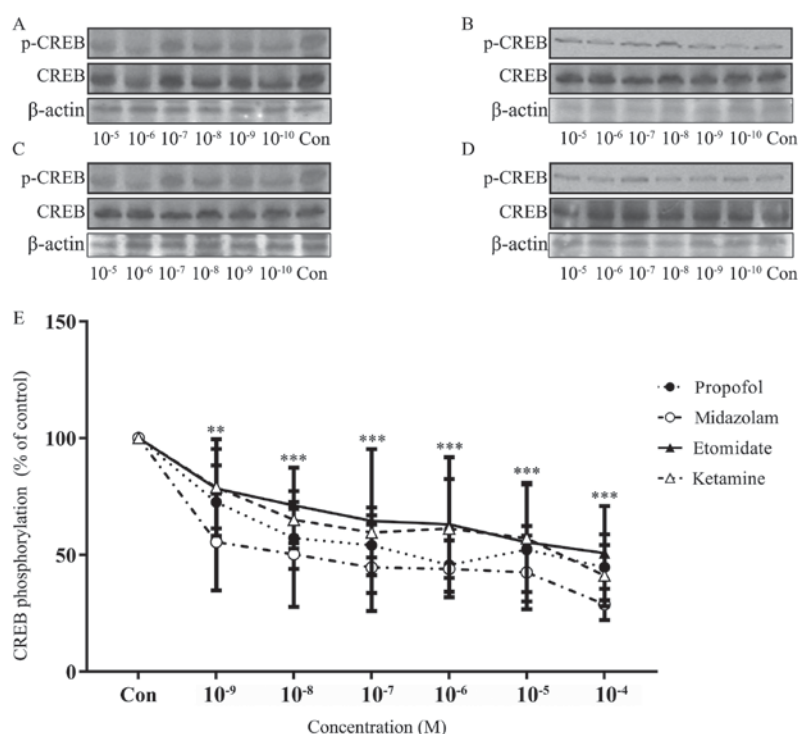 A
p-CREB
CREB
β-actin
10⁻⁵ 10⁻⁶ 10⁻⁷ 10⁻⁸ 10⁻⁹ 10⁻¹⁰ Con
B
p-CREB
CREB
β-actin
10⁻⁵ 10⁻⁶ 10⁻⁷ 10⁻⁸ 10⁻⁹ 10⁻¹⁰ Con
C
p-CREB
CREB
β-actin
10⁻⁵ 10⁻⁶ 10⁻⁷ 10⁻⁸ 10⁻⁹ 10⁻¹⁰ Con
D
p-CREB
CREB
β-actin
10⁻⁵ 10⁻⁶ 10⁻⁷ 10⁻⁸ 10⁻⁹ 10⁻¹⁰ Con
E
CREB phosphorylation (% of control)
150
100
50
0
** *** *** *** *** ***
Propofol
Midazolam
Etomidate
Ketamine
Con 10⁻⁹ 10⁻⁸ 10⁻⁷ 10⁻⁶ 10⁻⁵ 10⁻⁴
Concentration (M)